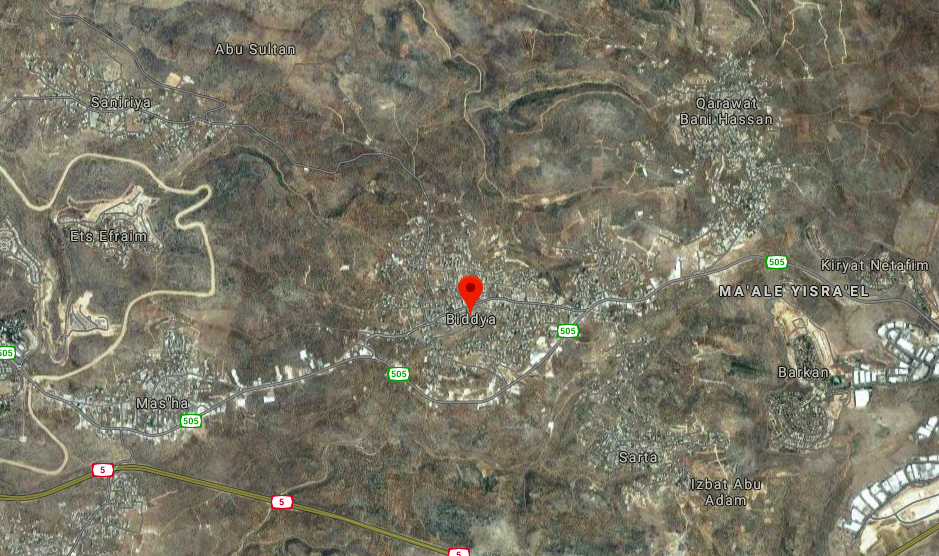 Abu Sultan
Saniriya
Qarawat
Bani Hassan
Ets Efraim
505
Kiryat Netafim
MA'ALE YISRA'EL
Biddya
505
505
Barkan
505
Mas'ha
505
Sarta
5
Izbat Abu
Adam
5
5